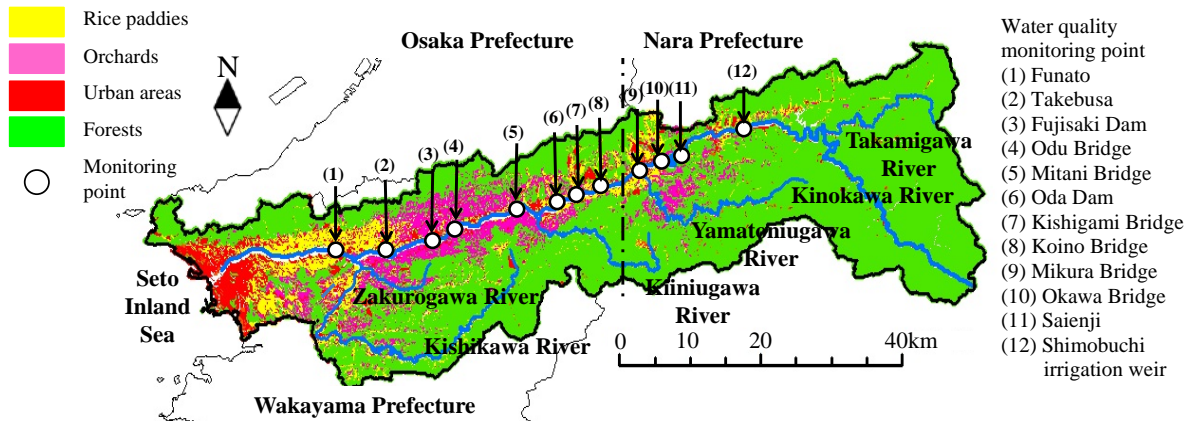 Rice paddies
Orchards
Urban areas
Forests
Monitoring
point
N
Osaka Prefecture
Nara Prefecture
(1)
(2)
(3)
(4)
(5)
(6)
(7)
(8)
(9)
(10)
(11)
(12)
Takamigawa
River
Kinokawa River
Yamatoniugawa
River
Kiiniugawa
River
Zakurogawa River
Kishikawa River
Seto
Inland
Sea
Wakayama Prefecture
0
10
20
40km
Water quality
monitoring point
(1) Funato
(2) Takebusa
(3) Fujisaki Dam
(4) Odu Bridge
(5) Mitani Bridge
(6) Oda Dam
(7) Kishigami Bridge
(8) Koino Bridge
(9) Mikura Bridge
(10) Okawa Bridge
(11) Saienji
(12) Shimobuchi
irrigation weir